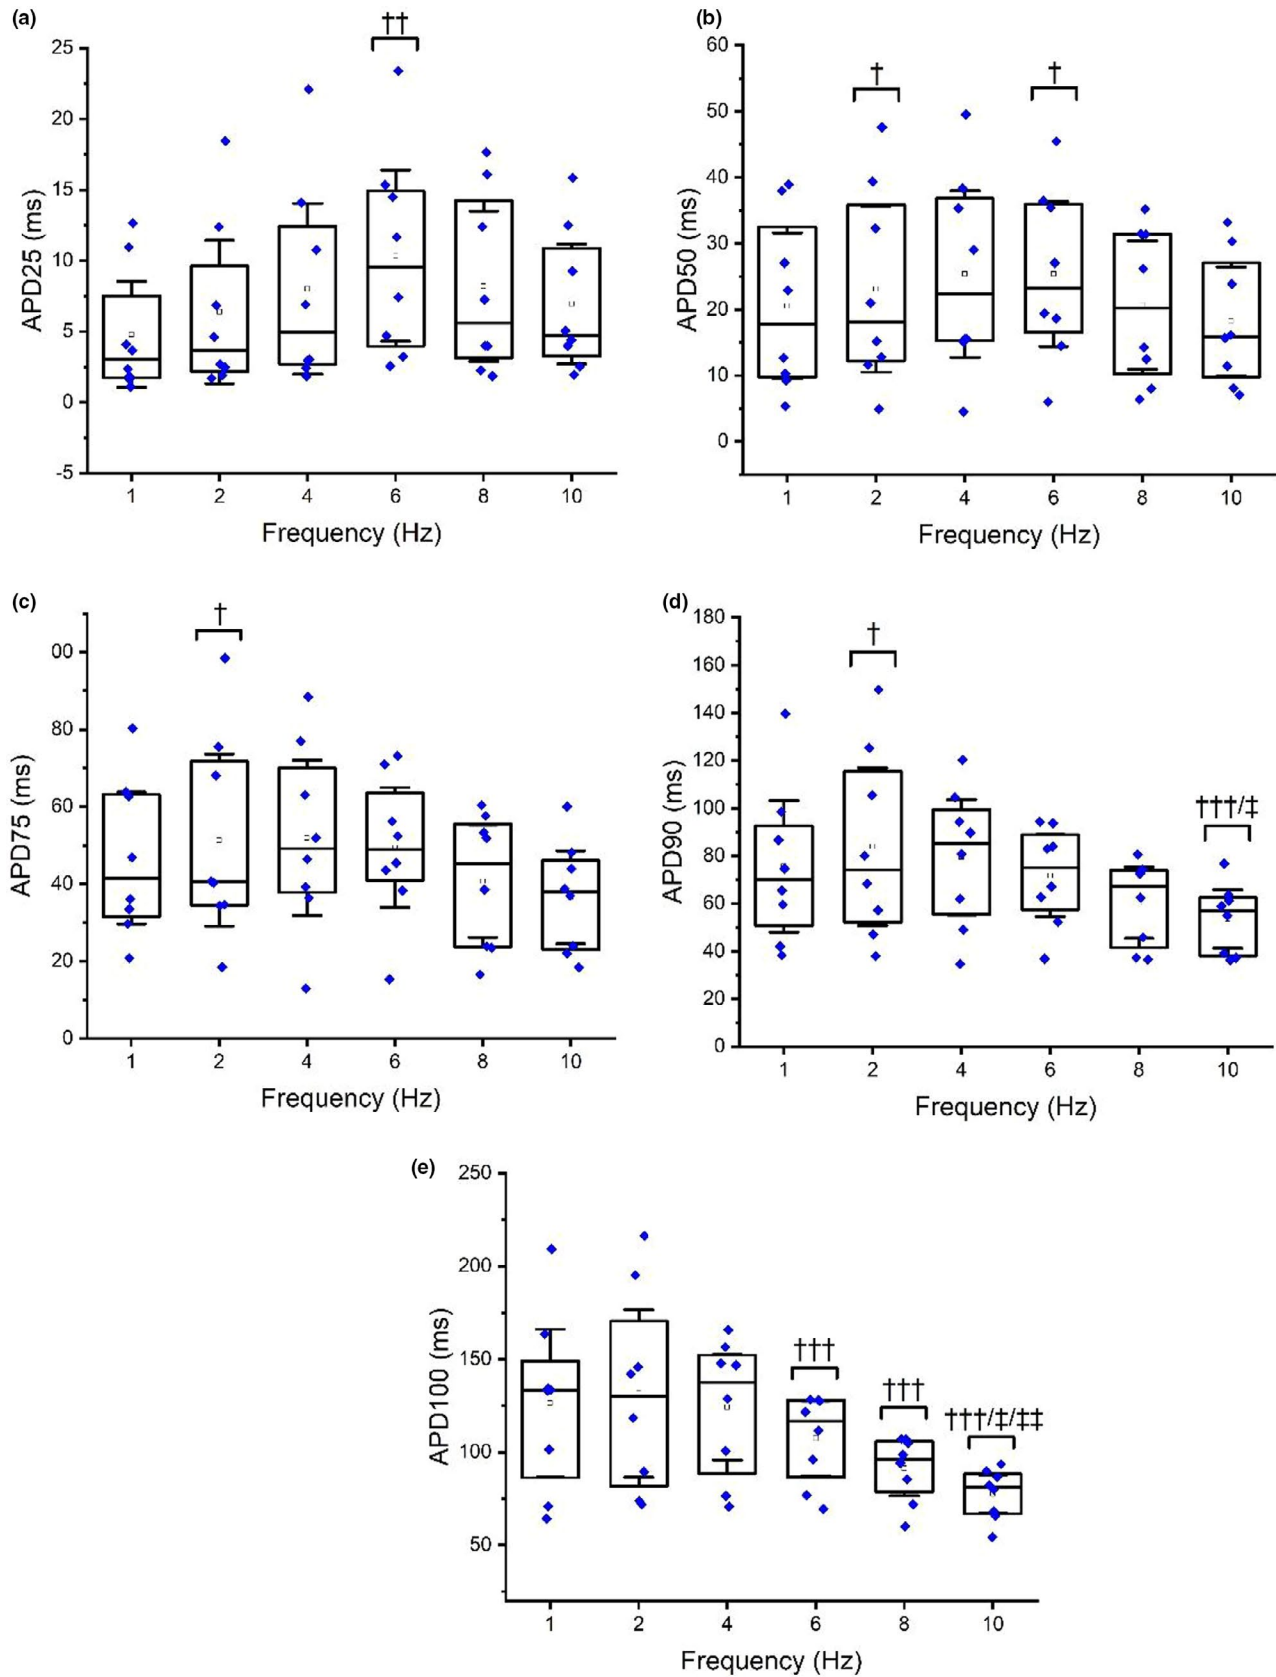 (a)
††
25
20
15
10
5
0
-5
APD25 (ms)
1 2 4 6 8 10
Frequency (Hz)
(b)
† †
60
50
40
30
20
10
0
APD50 (ms)
1 2 4 6 8 10
Frequency (Hz)
(c)
†
00
80
60
40
20
0
APD75 (ms)
1 2 4 6 8 10
Frequency (Hz)
(d)
†
†††/‡
180
160
140
120
100
80
60
40
20
0
APD90 (ms)
1 2 4 6 8 10
Frequency (Hz)
(e)
†††
†††
†††/‡/‡‡
250
200
150
100
50
APD100 (ms)
1 2 4 6 8 10
Frequency (Hz)